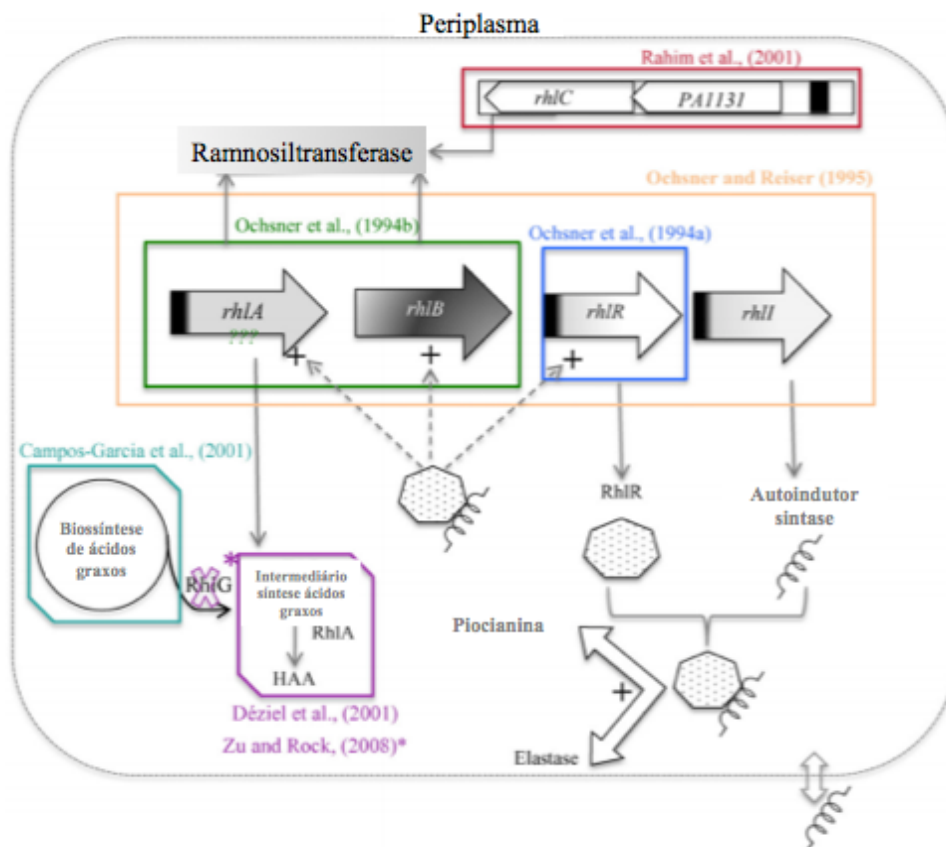 Periplasma
Rahim et al., (2001)
rhlC
PA1131
Ramnosiltransferase
Ochsner and Reiser (1995)
Ochsner et al., (1994b)
Ochsner et al., (1994a)
rhlA
???
rhlB
rhlR
rhlI
+
+
+
Campos-Garcia et al., (2001)
Biossíntese
de ácidos
graxos
RhlG
*
Intermediário
síntese ácidos
graxos
RhlA
HAA
Déziel et al., (2001)
Zu and Rock, (2008)*
RhlR
Autoindutor
sintase
Piocianina
+
Elastase